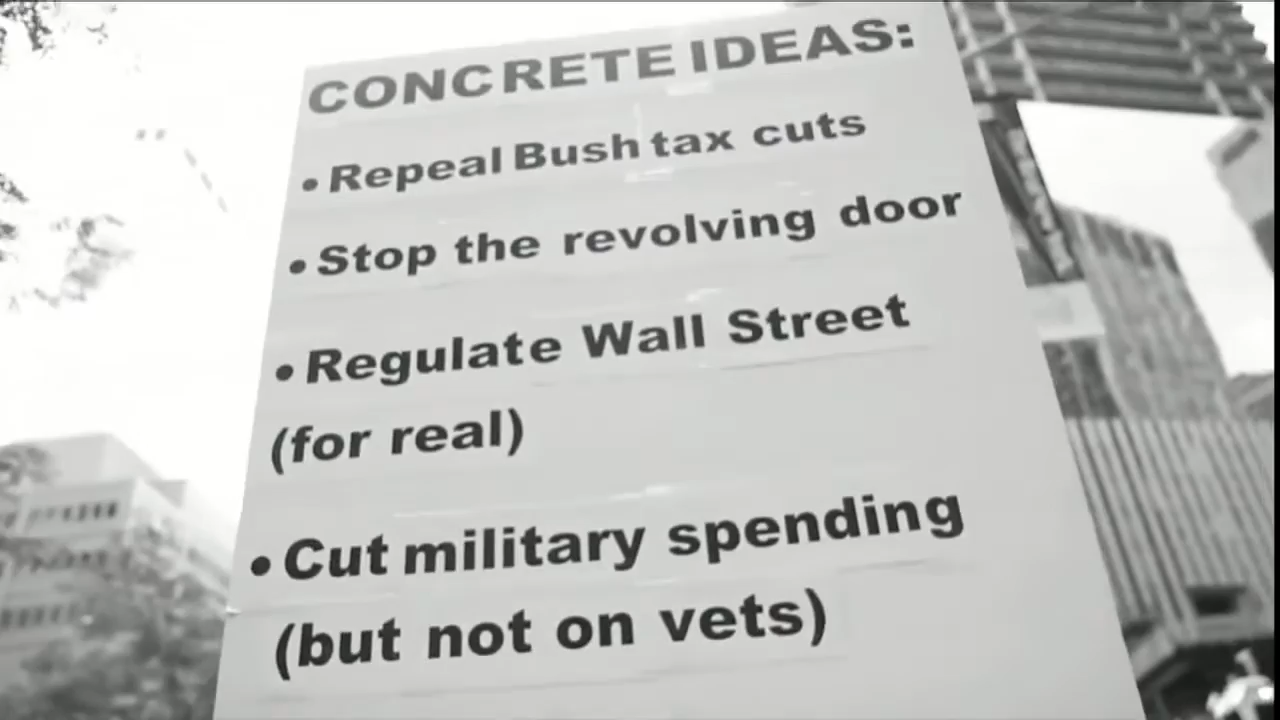 CONCRETE IDEAS:
• Repeal Bush tax cuts
• Stop the revolving door
• Regulate Wall Street
(for real)
• Cut military spending
(but not on vets)